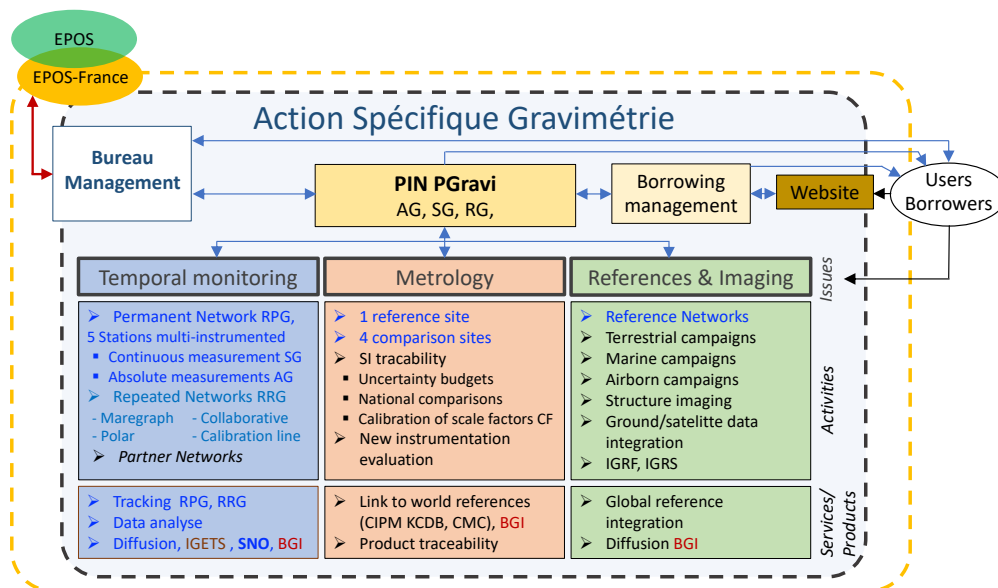 EPOS
EPOS-France
Action Spécifique Gravimétrie
Bureau
Management
PIN PGravi
AG, SG, RG,
Borrowing
management
Website
Users
Borrowers
Temporal monitoring
Metrology
References & Imaging
Issues
➢ Permanent Network RPG,
5 Stations multi-instrumented
▪ Continuous measurement SG
▪ Absolute measurements AG
➢ Repeated Networks RRG
- Maregraph - Collaborative
- Polar - Calibration line
➢ Partner Networks
➢ 1 reference site
➢ 4 comparison sites
➢ SI tracability
▪ Uncertainty budgets
▪ National comparisons
▪ Calibration of scale factors CF
➢ New instrumentation
evaluation
➢ Reference Networks
➢ Terrestrial campaigns
➢ Marine campaigns
➢ Airborn campaigns
➢ Structure imaging
➢ Ground/satelitte data
integration
➢ IGRF, IGRS
Activities
➢ Tracking RPG, RRG
➢ Data analyse
➢ Diffusion, IGETS , SNO, BGI
➢ Link to world references
(CIPM KCDB, CMC), BGI
➢ Product traceability
➢ Global reference
integration
➢ Diffusion BGI
Services/
Products